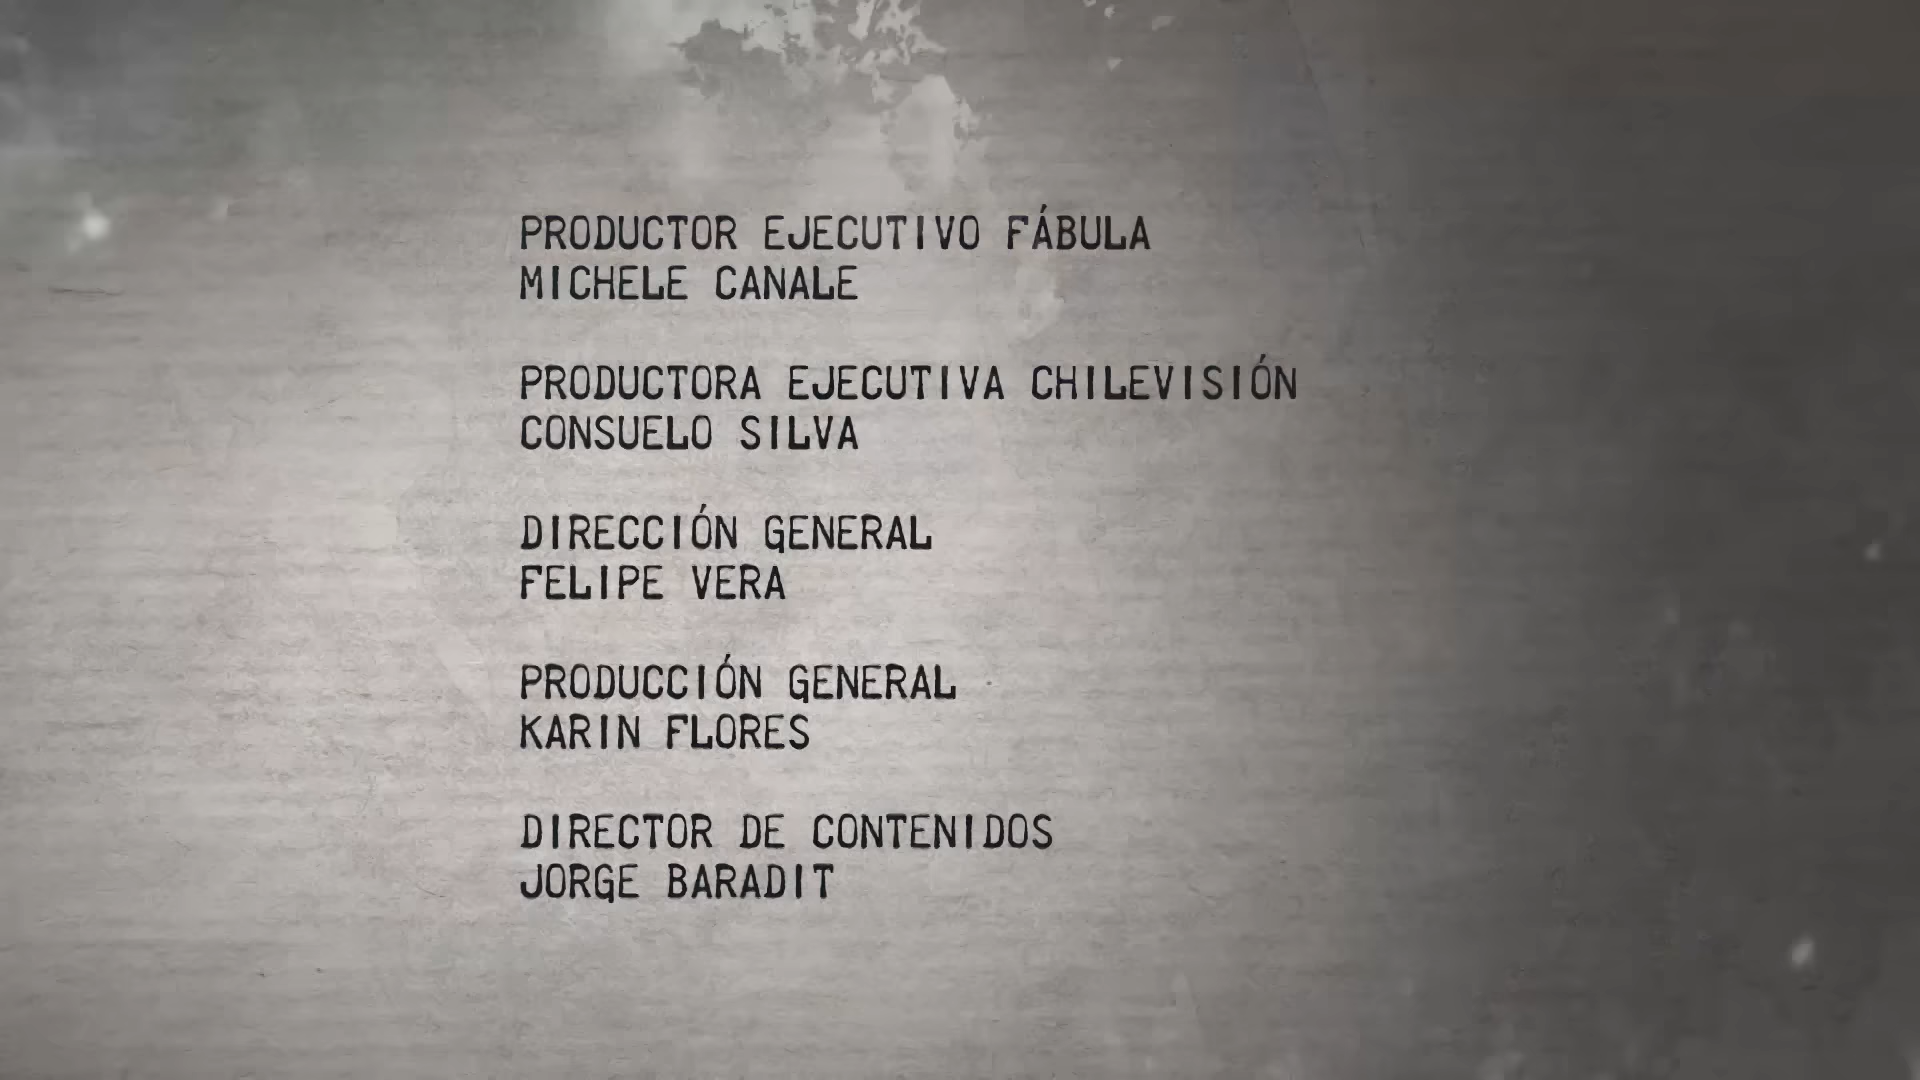 PRODUCTOR EJECUTIVO FÁBULA
MICHELE CANALE
PRODUCTORA EJECUTIVA CHILEVISIÓN
CONSUELO SILVA
DIRECCIÓN GENERAL
FELIPE VERA
PRODUCCIÓN GENERAL
KARIN FLORES
DIRECTOR DE CONTENIDOS
JORGE BARADIT